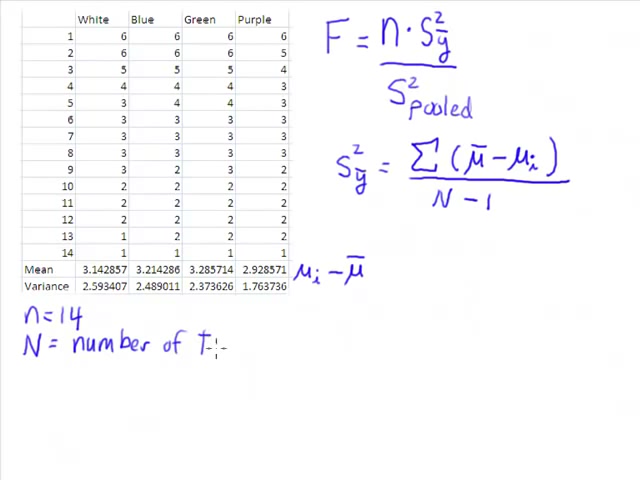 White Blue Green Purple
1 6 6 6 6
2 6 6 6 5
3 5 5 5 4
4 4 4 4 3
5 3 4 4 3
6 3 3 3 3
7 3 3 3 3
8 3 3 3 3
9 3 2 3 2
10 2 2 2 2
11 2 2 2 2
12 2 2 2 2
13 1 2 2 2
14 1 1 1 1
Mean 3.142857 3.214286 3.285714 2.928571
Variance 2.593407 2.489011 2.373626 1.763736
F = n · S²ȳ / S² pooled
S²ȳ = Σ (μ̄ − μᵢ) / N − 1
μᵢ − μ̄
n = 14
N = number of T